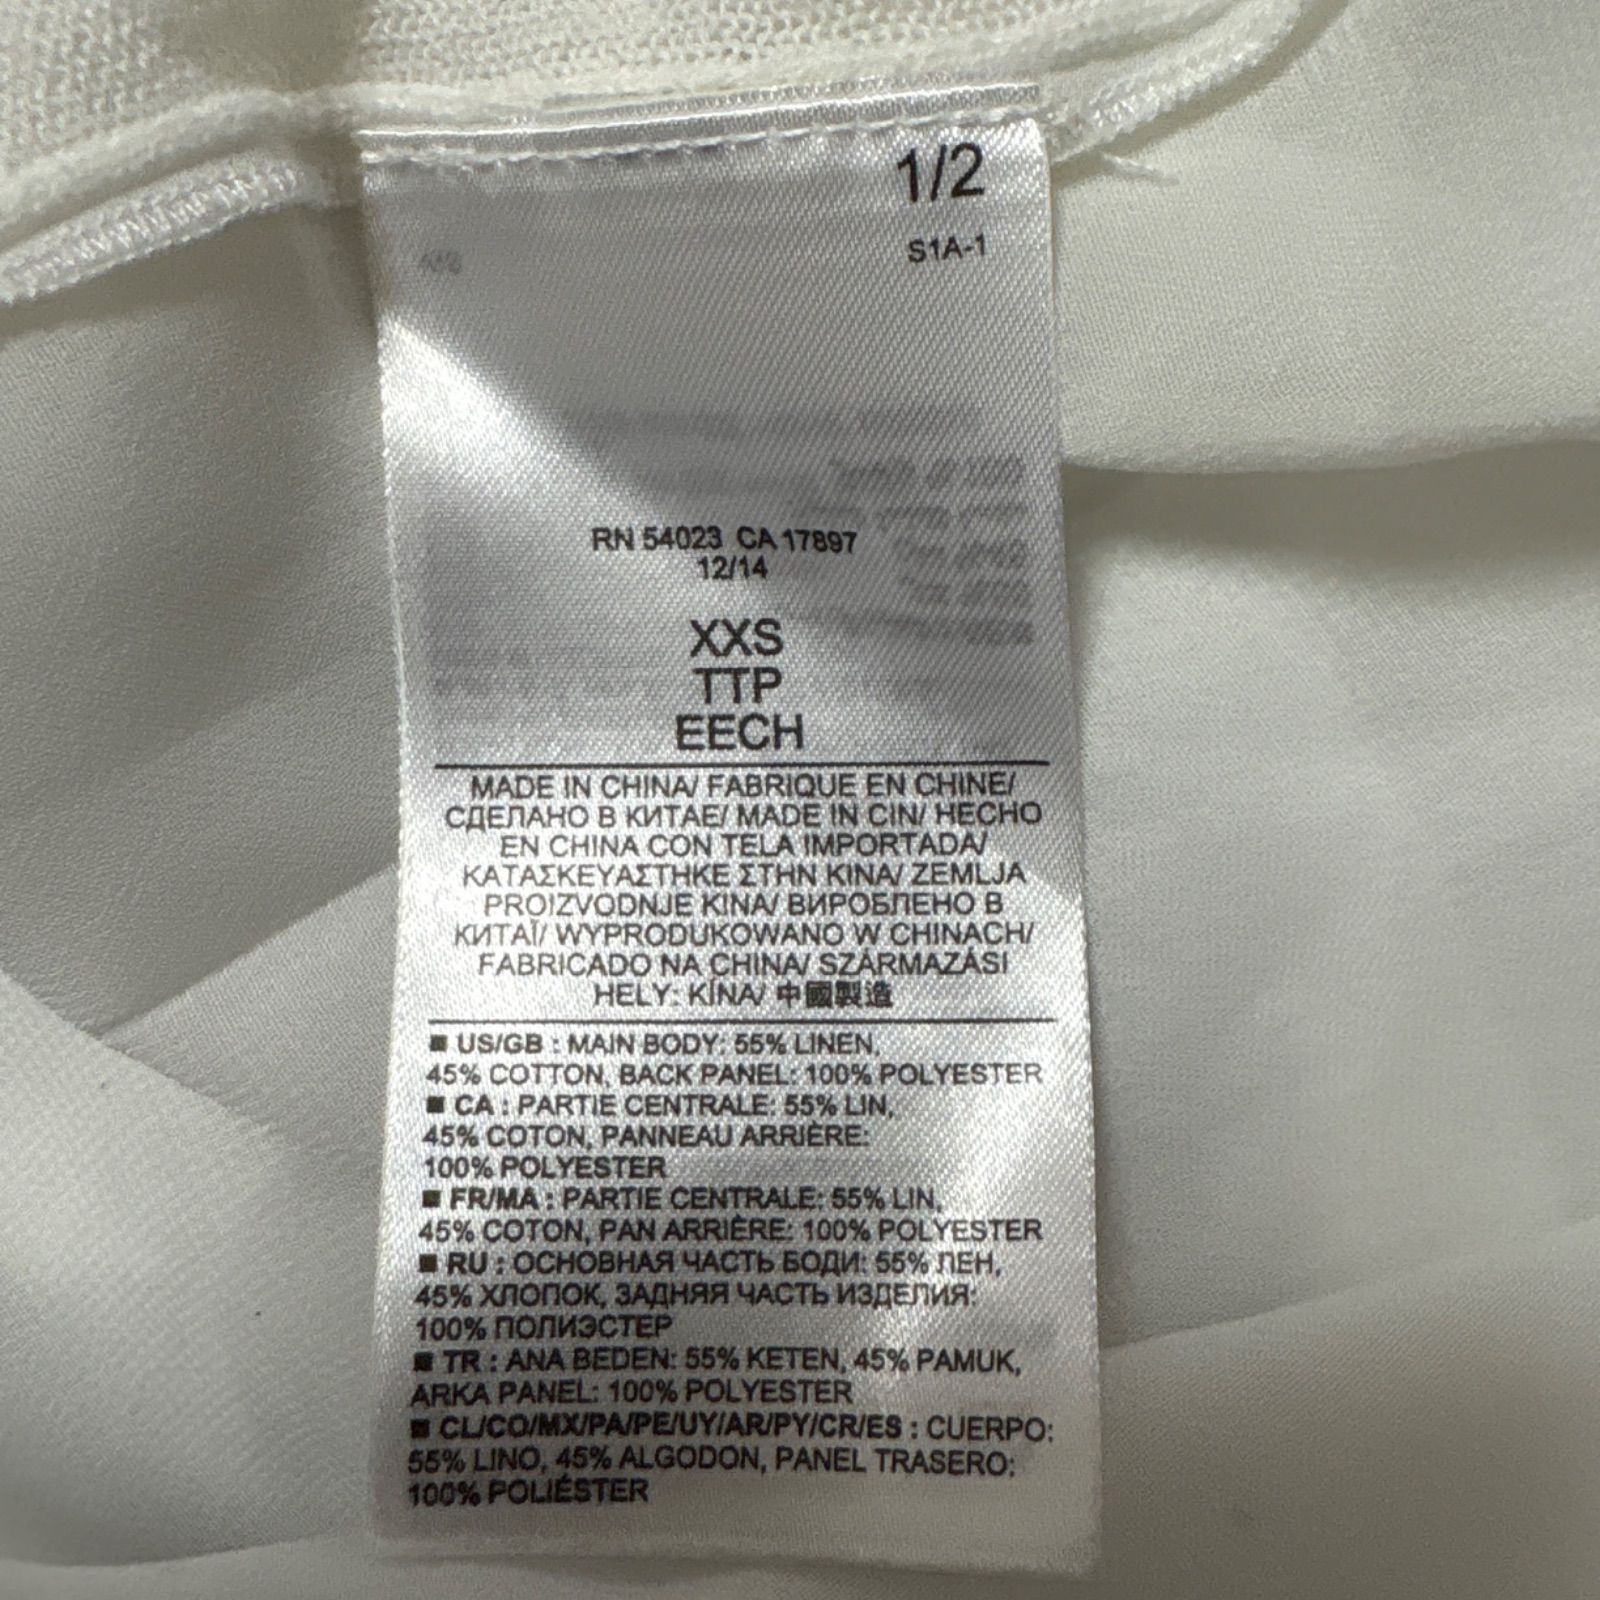 1/2
S1A-1
RN 54023 CA 17897
12/14
XXS
TTP
EECH
MADE IN CHINA/ FABRIQUE EN CHINE/
СДЕЛАНО В КИТАЕ/ MADE IN CIN/ HECHO
EN CHINA CON TELA IMPORTADA/
ΚΑΤΑΣΚΕΥΑΣΤΗΚΕ ΣΤΗΝ ΚΙΝΑ/ ZEMLJA
PROIZVODNJE KINA/ ВИРОБЛЕНО В
КИТАЇ/ WYPRODUKOWANO W CHINACH/
FABRICADO NA CHINA/ SZÁRMAZÁSI
HELY: KÍNA/ 中國製造
■ US/GB : MAIN BODY: 55% LINEN,
45% COTTON, BACK PANEL: 100% POLYESTER
■ CA : PARTIE CENTRALE: 55% LIN,
45% COTON, PANNEAU ARRIÈRE:
100% POLYESTER
■ FR/MA : PARTIE CENTRALE: 55% LIN,
45% COTON, PAN ARRIÈRE: 100% POLYESTER
■ RU : ОСНОВНАЯ ЧАСТЬ БОДИ: 55% ЛЕН,
45% ХЛОПОК, ЗАДНЯЯ ЧАСТЬ ИЗДЕЛИЯ:
100% ПОЛИЭСТЕР
■ TR : ANA BEDEN: 55% KETEN, 45% PAMUK,
ARKA PANEL: 100% POLYESTER
■ CL/CO/MX/PA/PE/UY/AR/PY/CR/ES : CUERPO:
55% LINO, 45% ALGODON, PANEL TRASERO:
100% POLIÉSTER